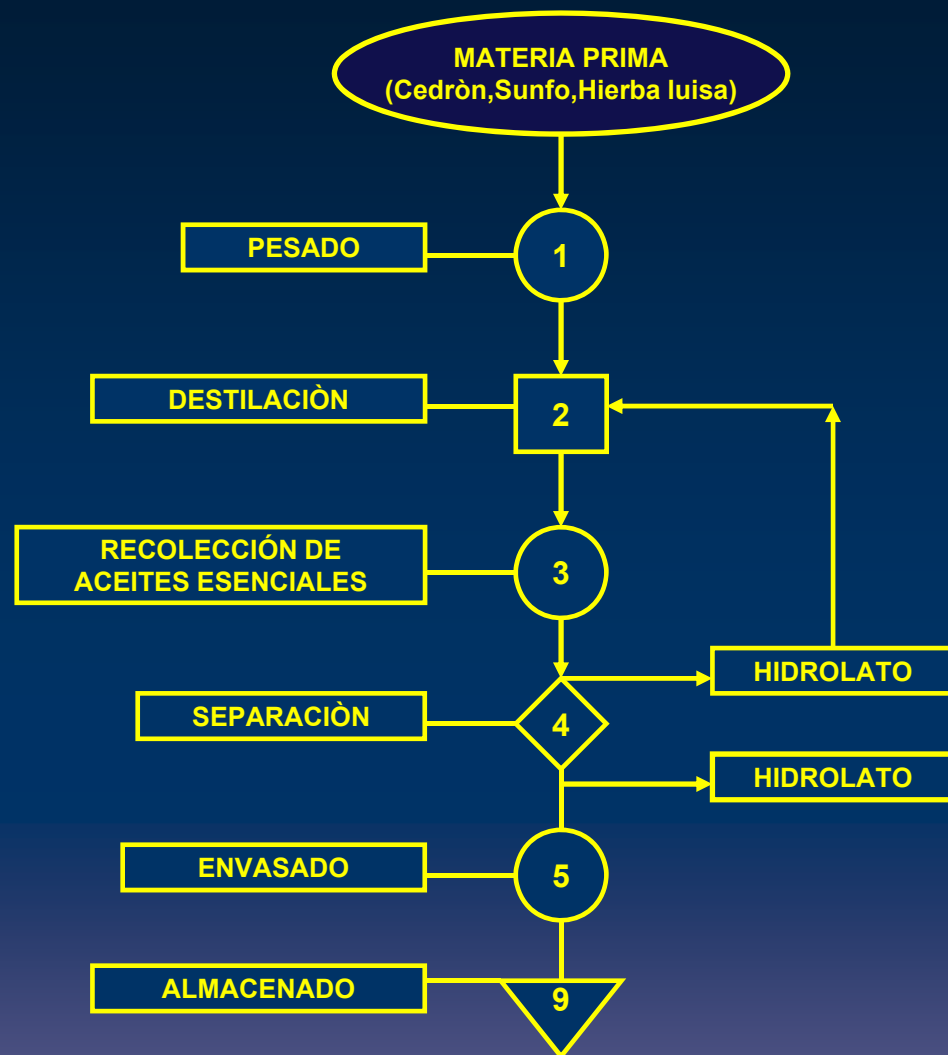 MATERIA PRIMA
(Cedròn,Sunfo,Hierba luisa)
PESADO
1
DESTILACIÒN
2
RECOLECCIÓN DE
ACEITES ESENCIALES
3
HIDROLATO
SEPARACIÒN
4
HIDROLATO
ENVASADO
5
ALMACENADO
9